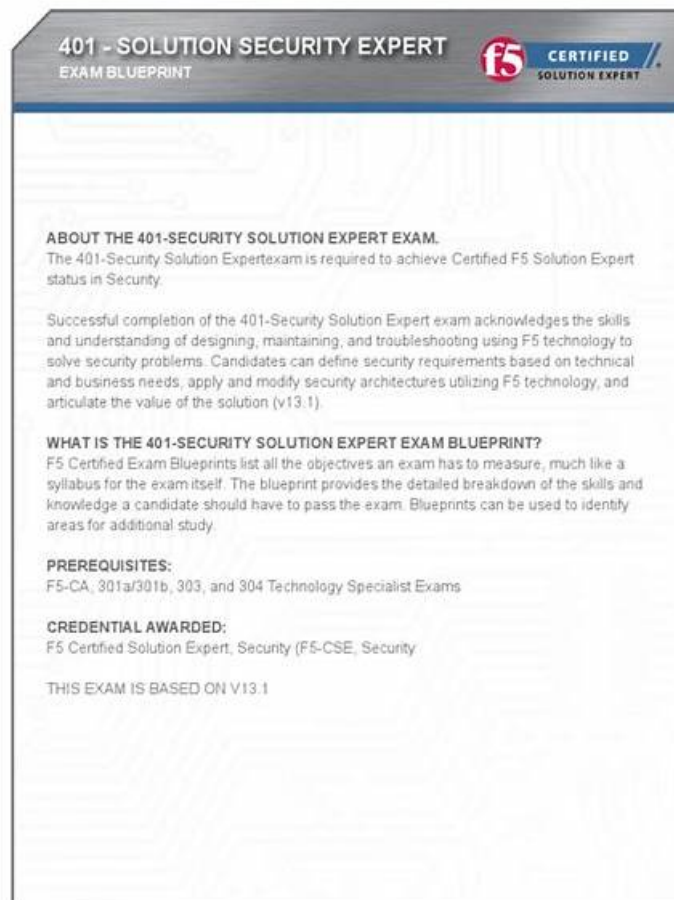 401 - SOLUTION SECURITY EXPERT
EXAM BLUEPRINT
f5
CERTIFIED
SOLUTION EXPERT
ABOUT THE 401-SECURITY SOLUTION EXPERT EXAM.
The 401-Security Solution Expertexam is required to achieve Certified F5 Solution Expert
status in Security.
Successful completion of the 401-Security Solution Expert exam acknowledges the skills
and understanding of designing, maintaining, and troubleshooting using F5 technology to
solve security problems. Candidates can define security requirements based on technical
and business needs, apply and modify security architectures utilizing F5 technology, and
articulate the value of the solution (v13.1).
WHAT IS THE 401-SECURITY SOLUTION EXPERT EXAM BLUEPRINT?
F5 Certified Exam Blueprints list all the objectives an exam has to measure, much like a
syllabus for the exam itself. The blueprint provides the detailed breakdown of the skills and
knowledge a candidate should have to pass the exam. Blueprints can be used to identify
areas for additional study.
PREREQUISITES:
F5-CA, 301a/301b, 303, and 304 Technology Specialist Exams
CREDENTIAL AWARDED:
F5 Certified Solution Expert, Security (F5-CSE, Security
THIS EXAM IS BASED ON V13.1